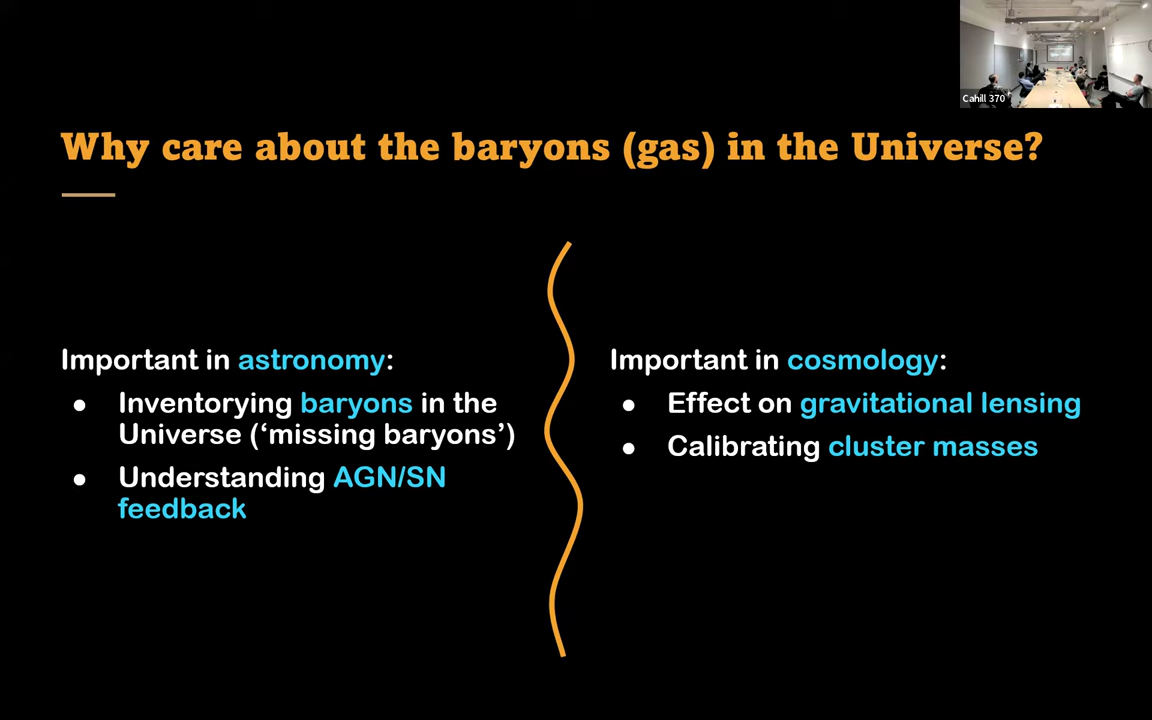 Cahill 370
Why care about the baryons (gas) in the Universe?
Important in astronomy:
● Inventorying baryons in the
Universe (‘missing baryons’)
● Understanding AGN/SN
feedback
Important in cosmology:
● Effect on gravitational lensing
● Calibrating cluster masses